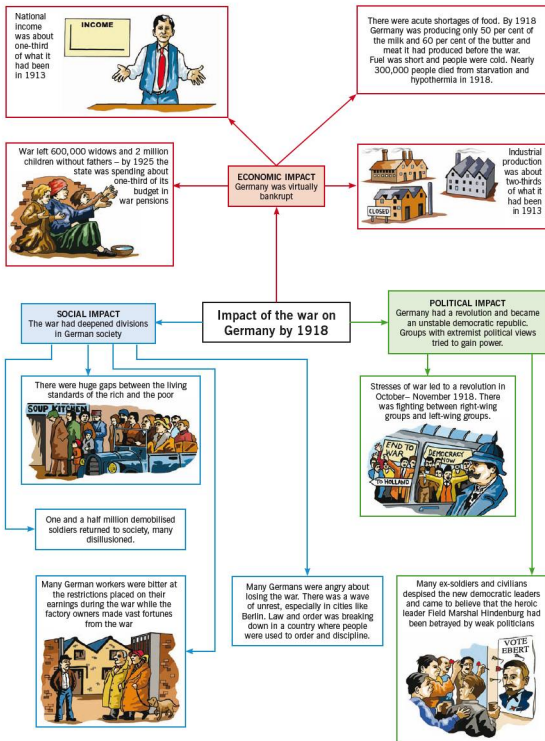 National
income
was about
one-third
of what it
had been
in 1913
INCOME
There were acute shortages of food. By 1918
Germany was producing only 50 per cent of
the milk and 60 per cent of the butter and
meat it had produced before the war.
Fuel was short and people were cold. Nearly
300,000 people died from starvation and
hypothermia in 1918.
War left 600,000 widows and 2 million
children without fathers – by 1925 the
state was spending about
one-third of its
budget in
war pensions
ECONOMIC IMPACT
Germany was virtually
bankrupt
Industrial
production
was about
two-thirds
of what it
had been
in 1913
CLOSED
Impact of the war on
Germany by 1918
SOCIAL IMPACT
The war had deepened divisions
in German society
POLITICAL IMPACT
Germany had a revolution and became
an unstable democratic republic.
Groups with extremist political views
tried to gain power.
There were huge gaps between the living
standards of the rich and the poor
SOUP KITCHEN
Stresses of war led to a revolution in
October– November 1918. There
was fighting between right-wing
groups and left-wing groups.
END TO
WAR
DEMOCRACY
NOW
TO HOLLAND
One and a half million demobilised
soldiers returned to society, many
disillusioned.
Many German workers were bitter at
the restrictions placed on their
earnings during the war while the
factory owners made vast fortunes
from the war
Many Germans were angry about
losing the war. There was a wave
of unrest, especially in cities like
Berlin. Law and order was breaking
down in a country where people
were used to order and discipline.
Many ex-soldiers and civilians
despised the new democratic leaders
and came to believe that the heroic
leader Field Marshal Hindenburg had
been betrayed by weak politicians
VOTE
EBERT